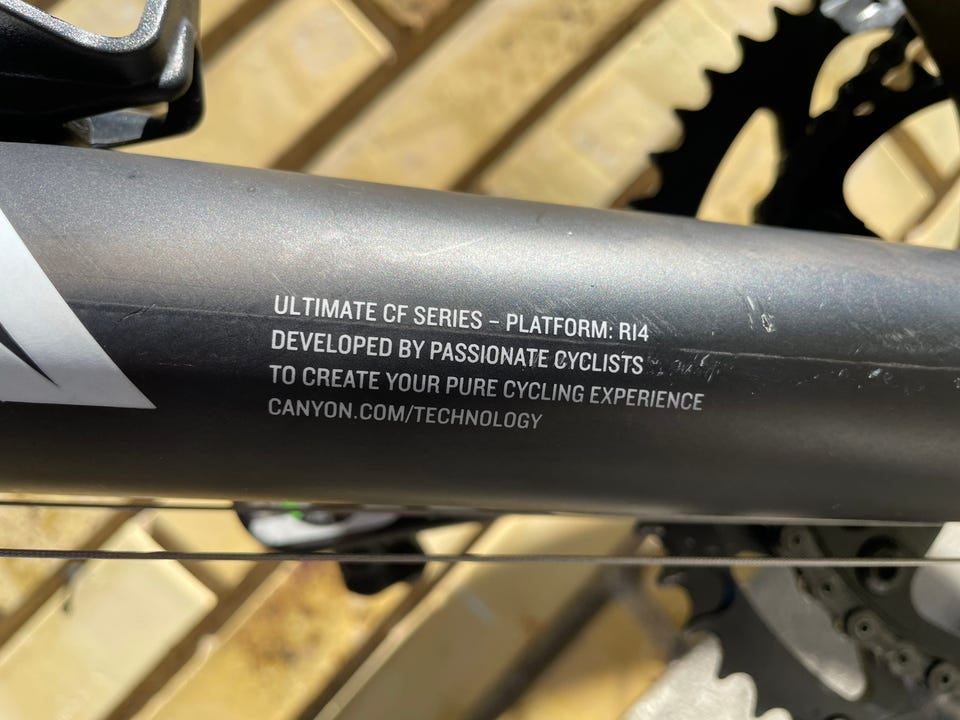 ULTIMATE CF SERIES – PLATFORM: R14
DEVELOPED BY PASSIONATE CYCLISTS
TO CREATE YOUR PURE CYCLING EXPERIENCE
CANYON.COM/TECHNOLOGY